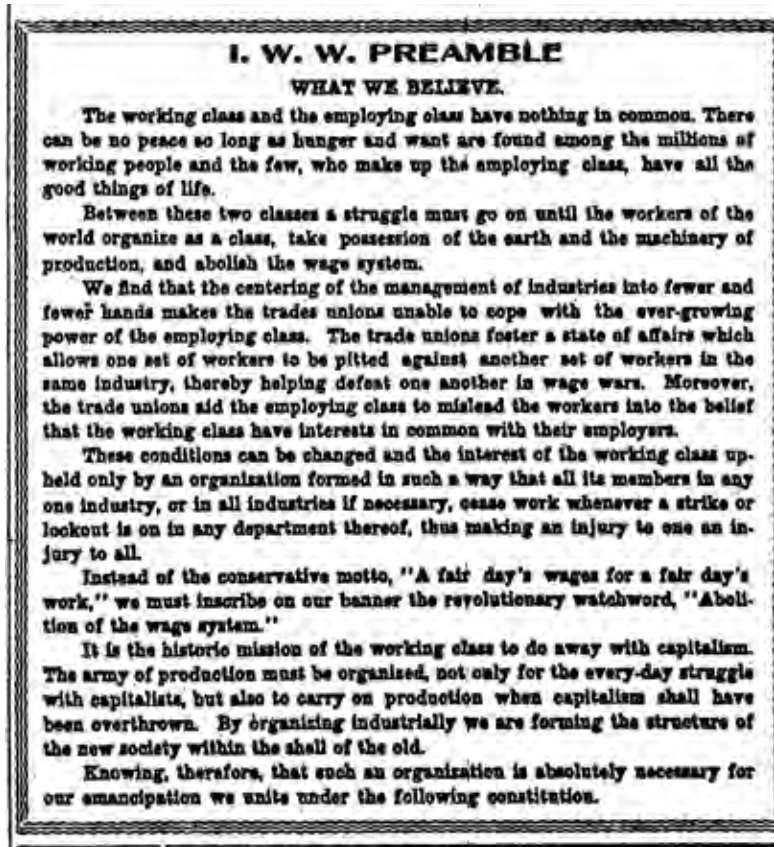 I. W. W. PREAMBLE
WHAT WE BELIEVE.
The working class and the employing class have nothing in common. There
can be no peace so long as hunger and want are found among the millions of
working people and the few, who make up the employing class, have all the
good things of life.
Between these two classes a struggle must go on until the workers of the
world organize as a class, take possession of the earth and the machinery of
production, and abolish the wage system.
We find that the centering of the management of industries into fewer and
fewer hands makes the trades unions unable to cope with the ever-growing
power of the employing class. The trade unions foster a state of affairs which
allows one set of workers to be pitted against another set of workers in the
same industry, thereby helping defeat one another in wage wars. Moreover,
the trade unions aid the employing class to mislead the workers into the belief
that the working class have interests in common with their employers.
These conditions can be changed and the interest of the working class up-
held only by an organization formed in such a way that all its members in any
one industry, or in all industries if necessary, cease work whenever a strike or
lockout is on in any department thereof, thus making an injury to one an in-
jury to all.
Instead of the conservative motto, "A fair day's wages for a fair day's
work," we must inscribe on our banner the revolutionary watchword, "Aboli-
tion of the wage system."
It is the historic mission of the working class to do away with capitalism.
The army of production must be organized, not only for the every-day struggle
with capitalists, but also to carry on production when capitalism shall have
been overthrown. By organizing industrially we are forming the structure of
the new society within the shell of the old.
Knowing, therefore, that such an organization is absolutely necessary for
our emancipation we unite under the following constitution.